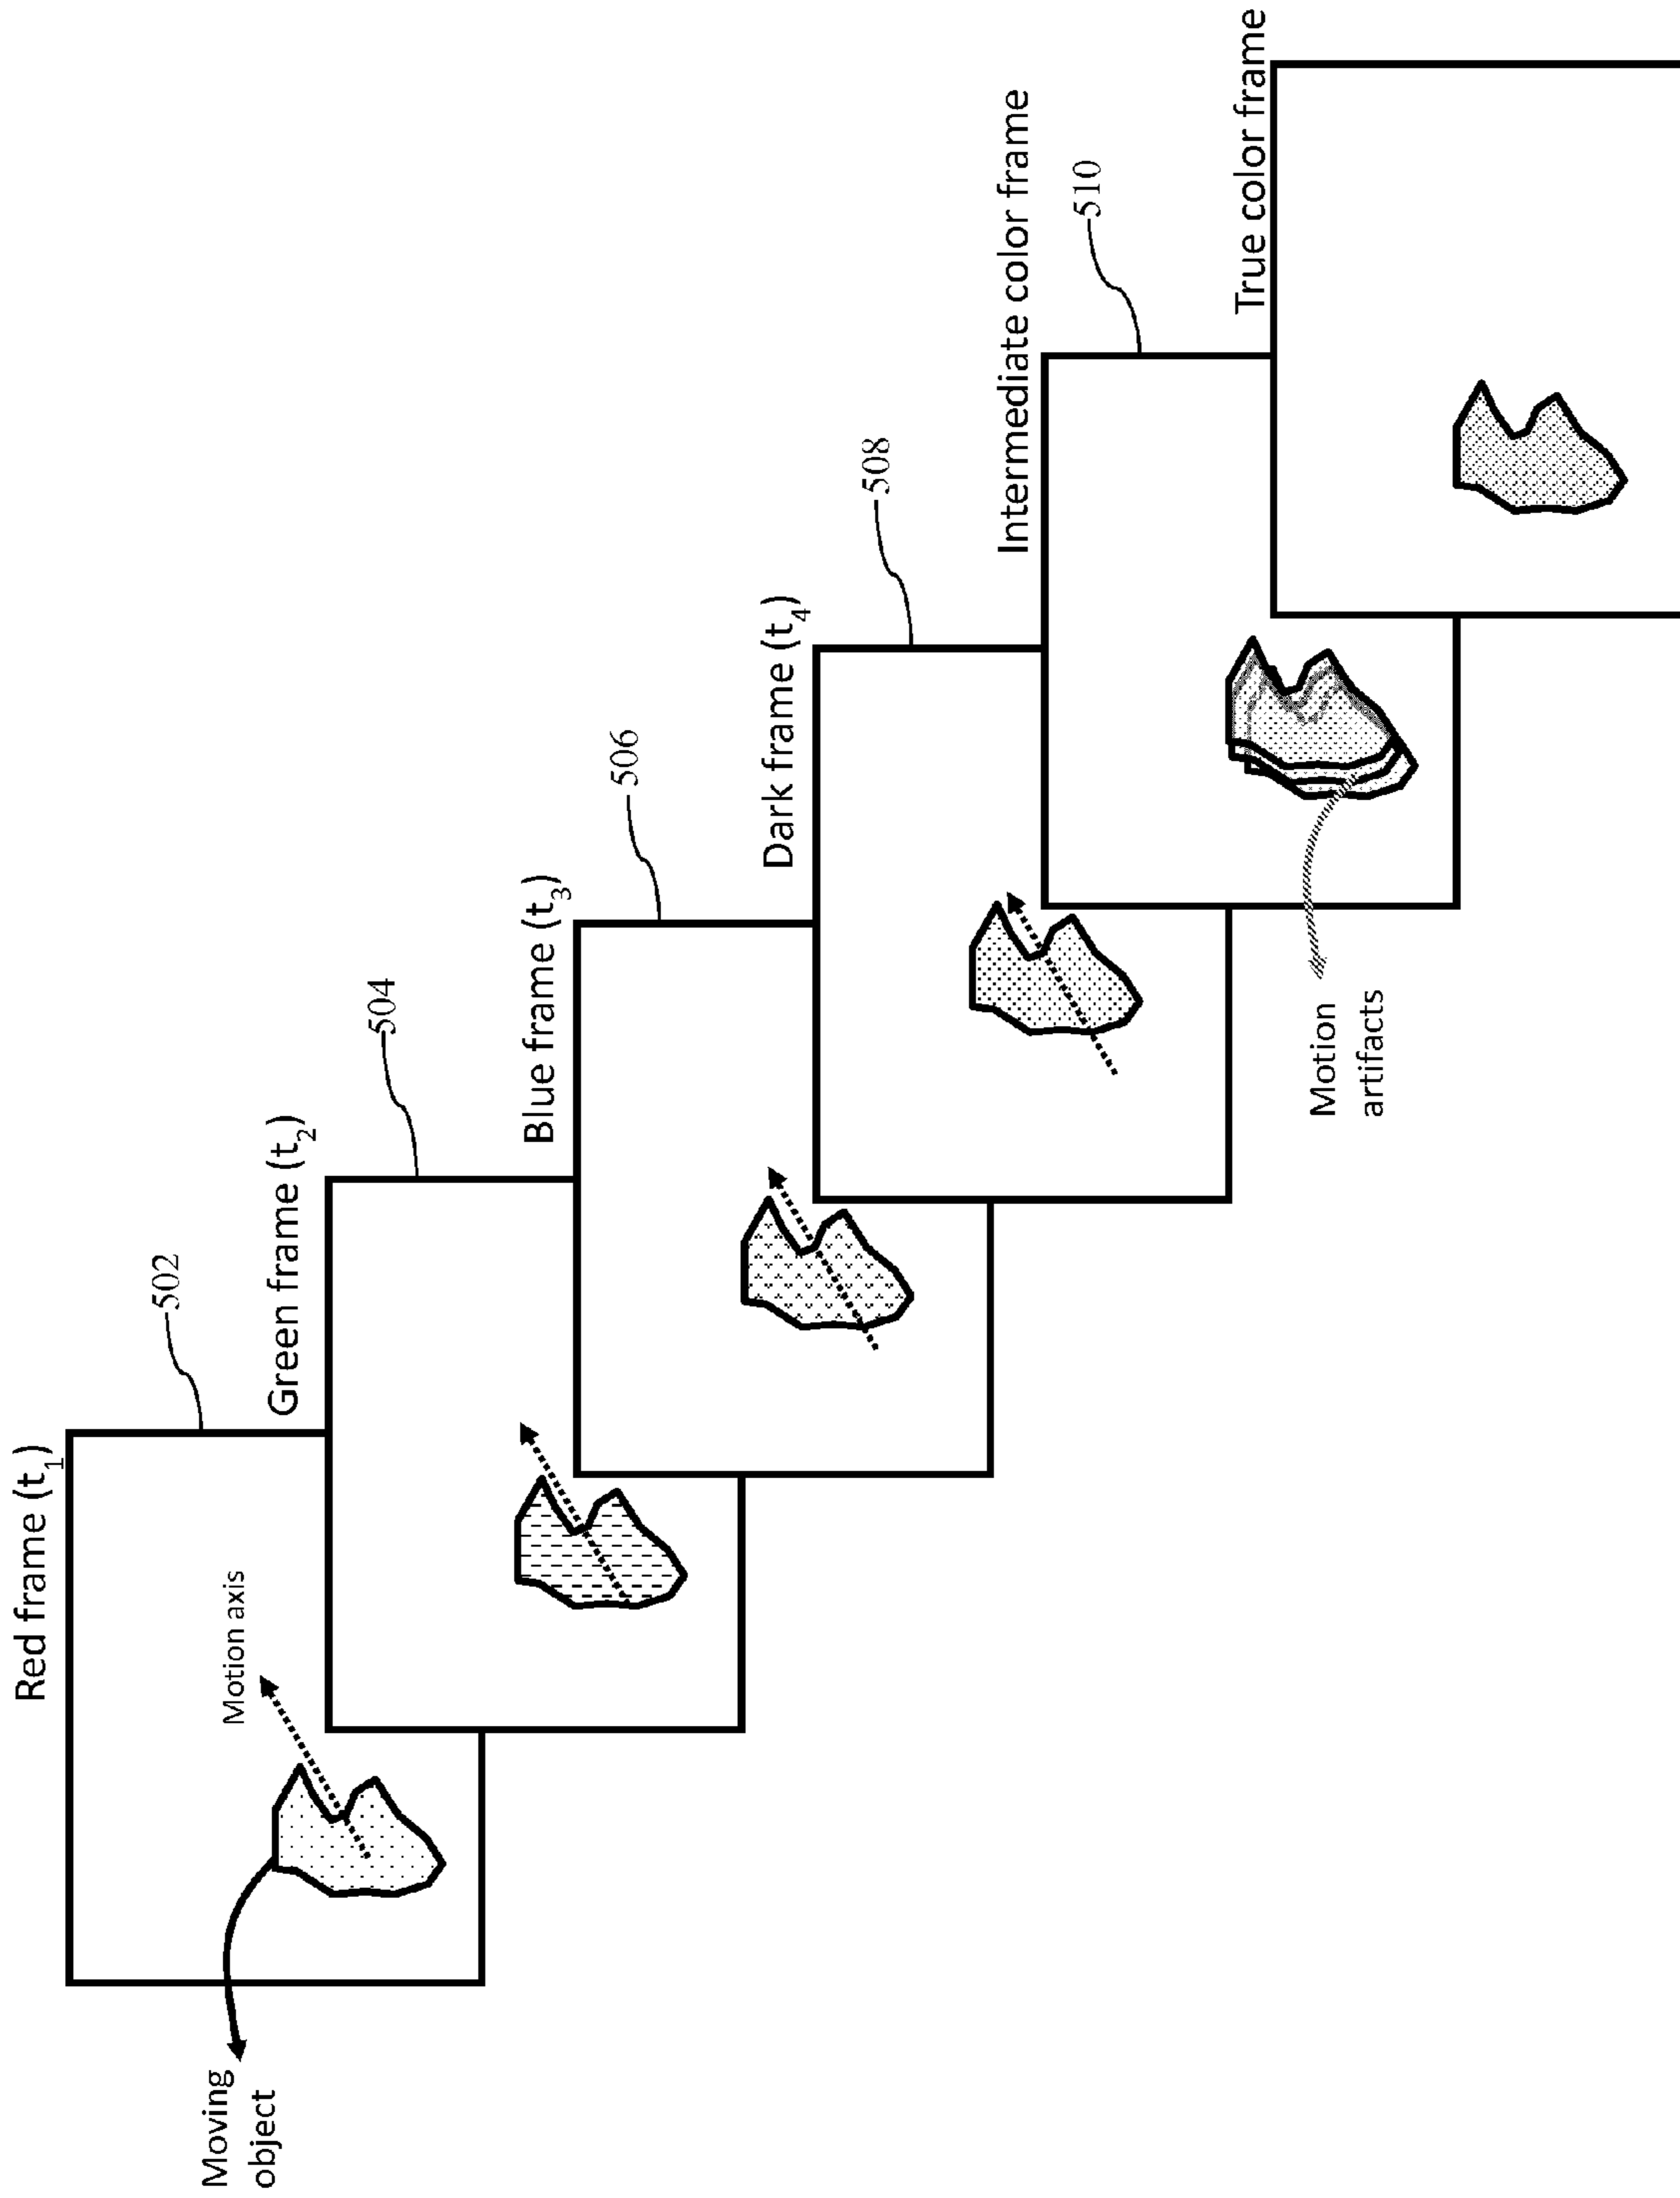 Red frame (t1)
502
Motion axis
Moving
object
Green frame (t2)
504
Blue frame (t3)
506
Dark frame (t4)
508
Intermediate color frame
510
Motion
artifacts
True color frame